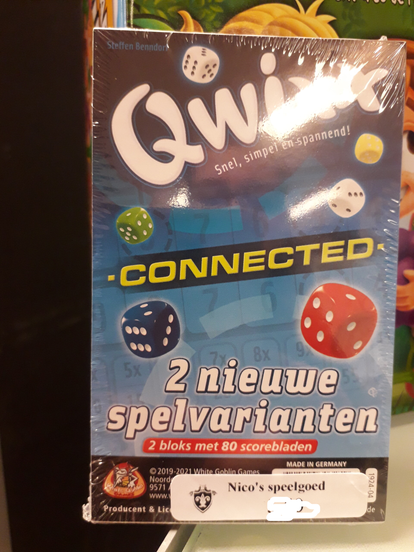 Steffen Benndorf
Qwixx
Snel, simpel en spannend!
CONNECTED
2 nieuwe
spelvarianten
2 bloks met 80 scorebladen
MADE IN GERMANY
© 2019-2021 White Goblin Games
9571
Nico's speelgoed
Producent &